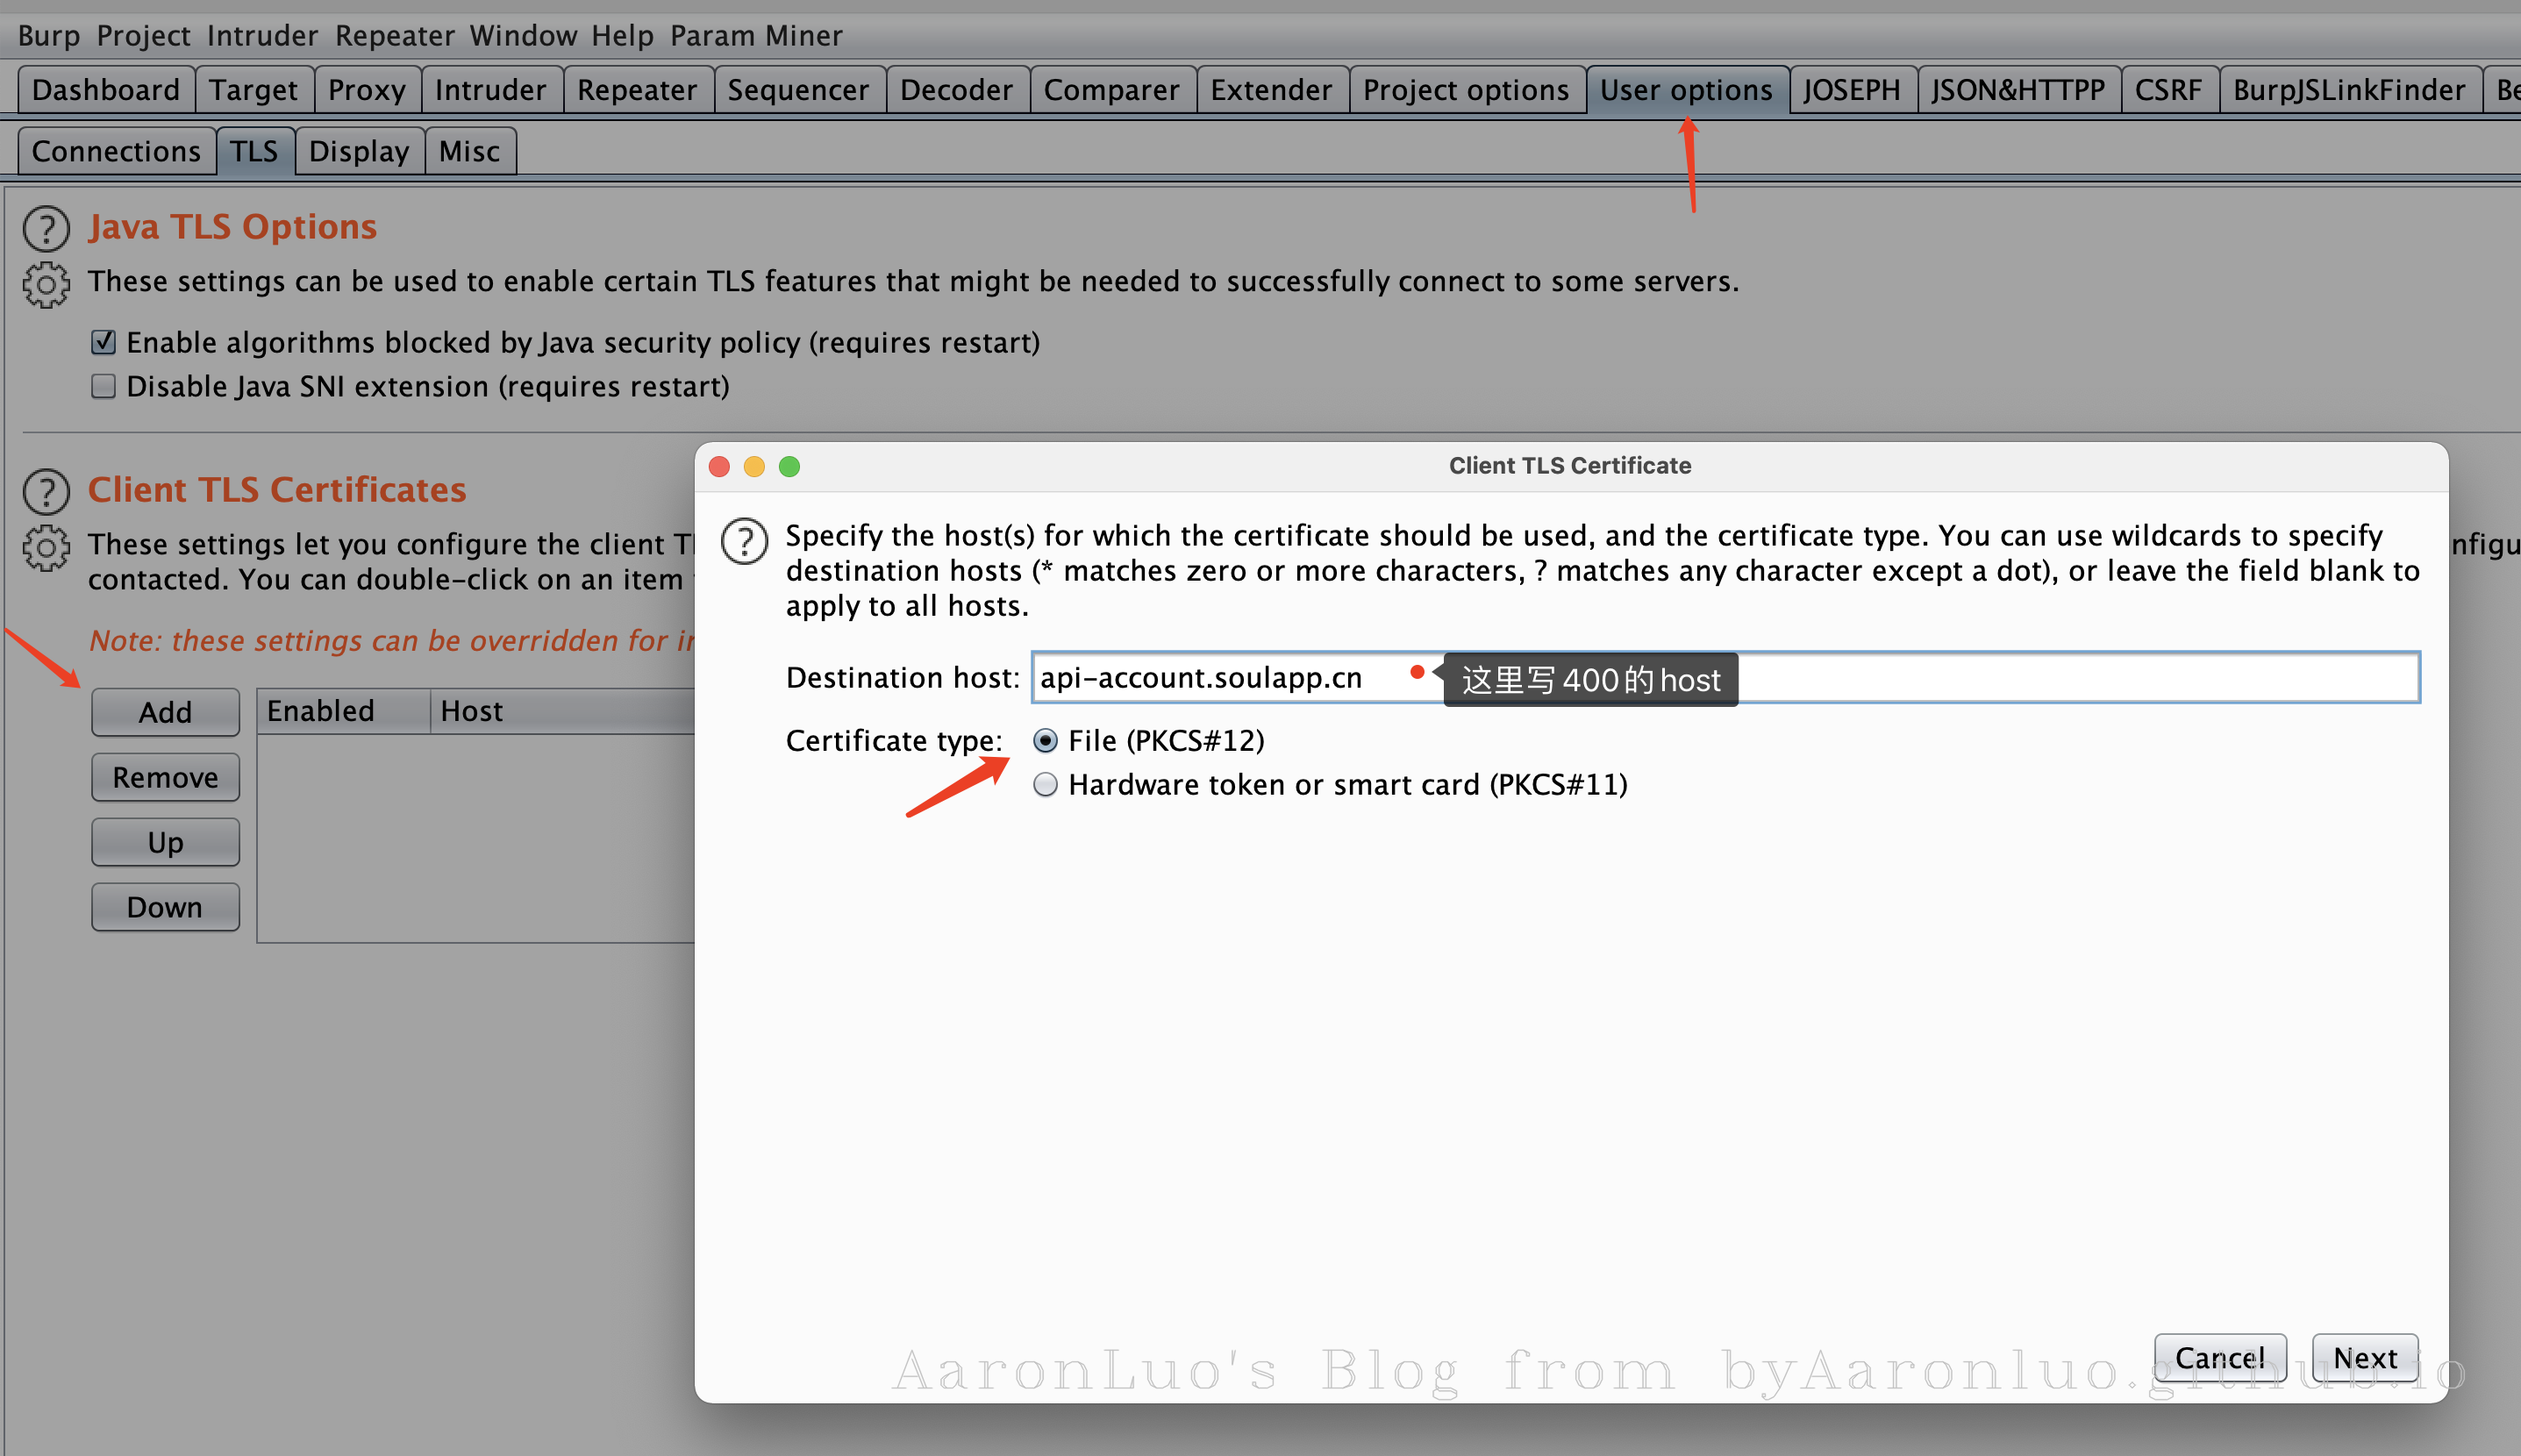 Burp Project Intruder Repeater Window Help Param Miner
Dashboard Target Proxy Intruder Repeater Sequencer Decoder Comparer Extender Project options User options JOSEPH JSON&HTTPP CSRF BurpJSLinkFinder Be
Connections TLS Display Misc
Java TLS Options
These settings can be used to enable certain TLS features that might be needed to successfully connect to some servers.
Enable algorithms blocked by Java security policy (requires restart)
Disable Java SNI extension (requires restart)
Client TLS Certificates
These settings let you configure the client T nfigu
contacted. You can double-click on an item
Note: these settings can be overridden for in
Add Enabled Host
Remove
Up
Down
Client TLS Certificate
Specify the host(s) for which the certificate should be used, and the certificate type. You can use wildcards to specify
destination hosts (* matches zero or more characters, ? matches any character except a dot), or leave the field blank to
apply to all hosts.
Destination host: api-account.soulapp.cn 这里写400的host
Certificate type: File (PKCS#12)
Hardware token or smart card (PKCS#11)
Cancel Next
AaronLuo's Blog from byAaronluo.github.io